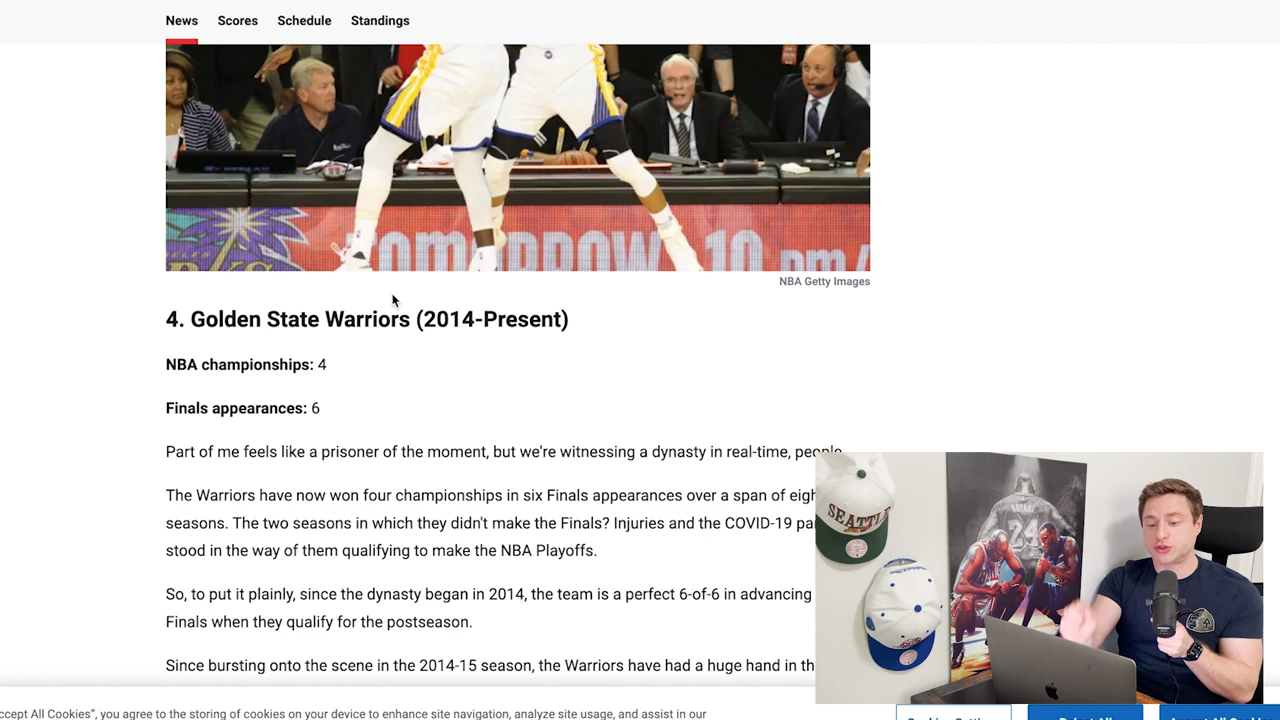 News Scores Schedule Standings
TOMORROW 10 pm/
NBA Getty Images
4. Golden State Warriors (2014-Present)
NBA championships: 4
Finals appearances: 6
Part of me feels like a prisoner of the moment, but we're witnessing a dynasty in real-time, people.
The Warriors have now won four championships in six Finals appearances over a span of eigh
seasons. The two seasons in which they didn't make the Finals? Injuries and the COVID-19 pa
stood in the way of them qualifying to make the NBA Playoffs.
So, to put it plainly, since the dynasty began in 2014, the team is a perfect 6-of-6 in advancing
Finals when they qualify for the postseason.
Since bursting onto the scene in the 2014-15 season, the Warriors have had a huge hand in th
SEATTLE
BRYANT
24
ccept All Cookies", you agree to the storing of cookies on your device to enhance site navigation, analyze site usage, and assist in our